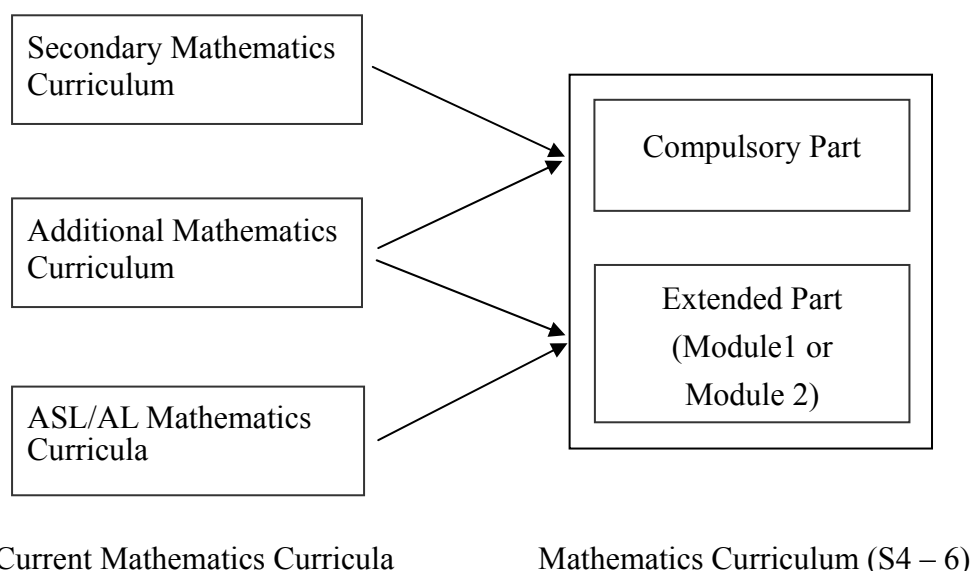 Secondary Mathematics
Curriculum
Compulsory Part
Additional Mathematics
Curriculum
Extended Part
(Module1 or
Module 2)
ASL/AL Mathematics
Curricula
Current Mathematics Curricula
Mathematics Curriculum (S4 – 6)